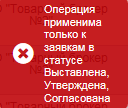 Операция
применима
только к
заявкам в
статусе
Выставлена,
Утверждена,
Согласована